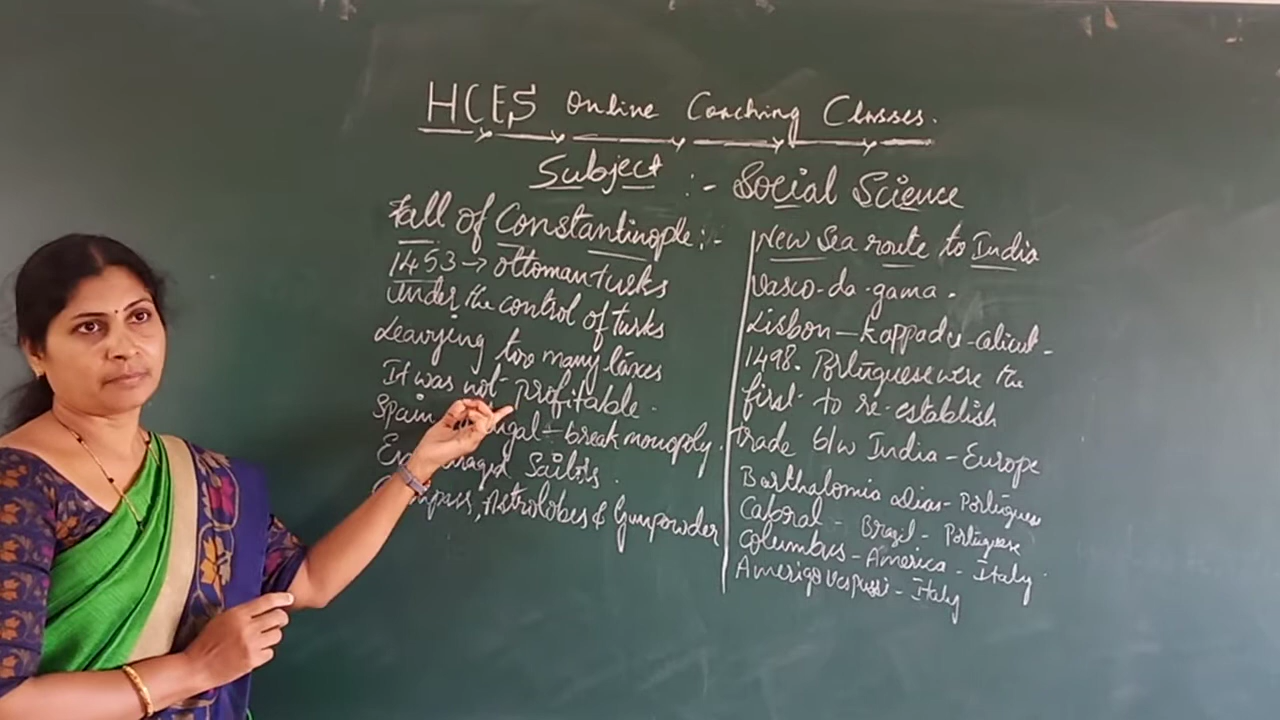 HCES Online Coaching Classes.
Subject :- Social Science
Fall of Constantinople:-
1453 → Ottoman turks
Under the control of turks
Leavying too many taxes
It was not profitable.
Spain break monopoly.
Sailors.
Astrolobes & Gunpowder
New Sea route to India
Vasco-da-gama.
Lisbon - Kappadu-calicut-
1498. Portuguese were the
first to re-establish
trade b/w India - Europe
Barthalomia dias - Portugues
Cabral - Brazil - Portuguese
Columbus - America - Italy.
Amerigo vespussi - Italy